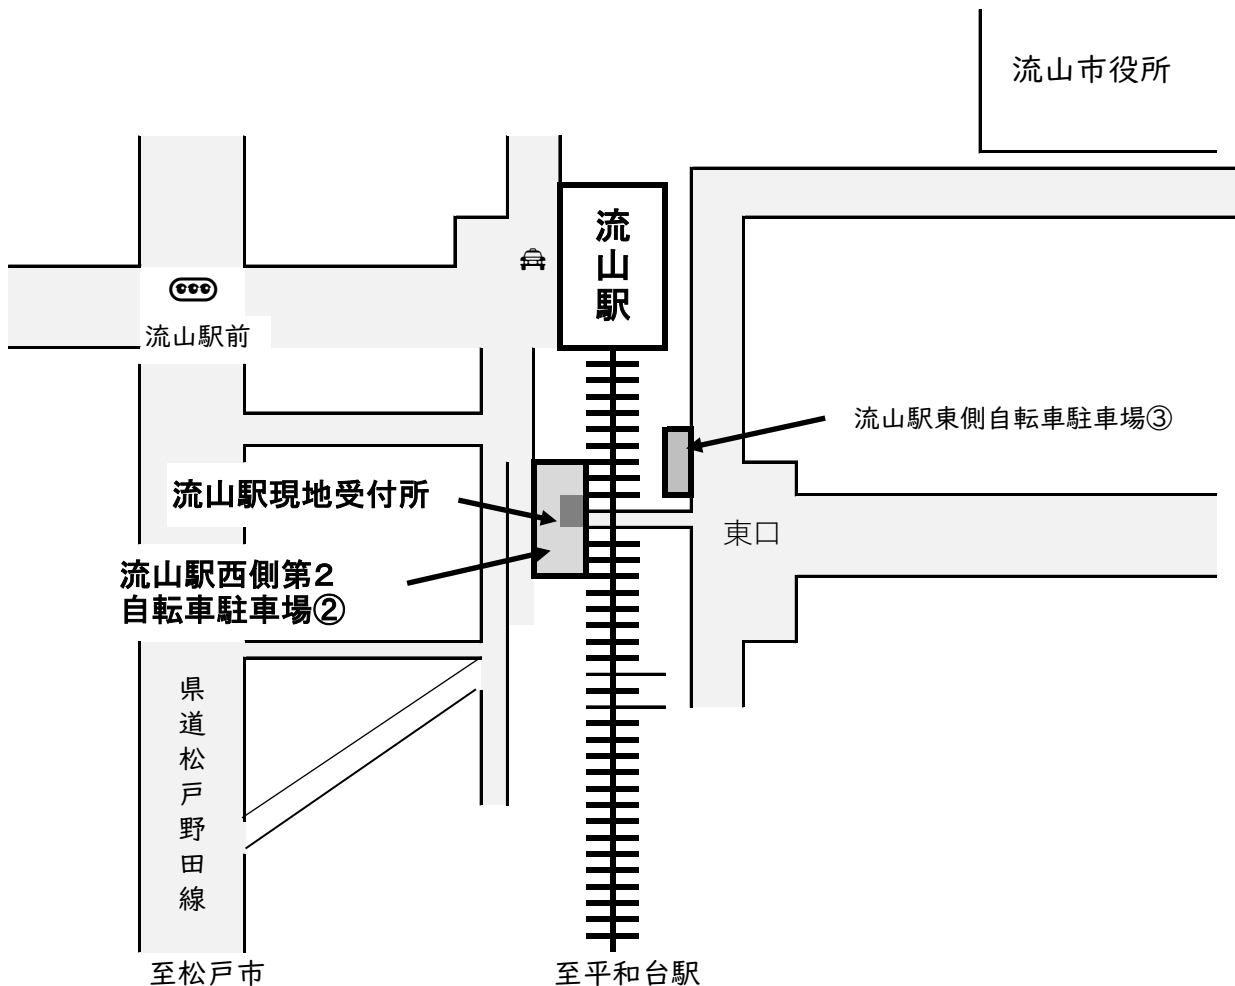 流山市役所
流山駅
流山駅前
流山駅東側自転車駐車場③
流山駅現地受付所
東口
流山駅西側第2
自転車駐車場②
県道松戸野田線
至松戸市
至平和台駅